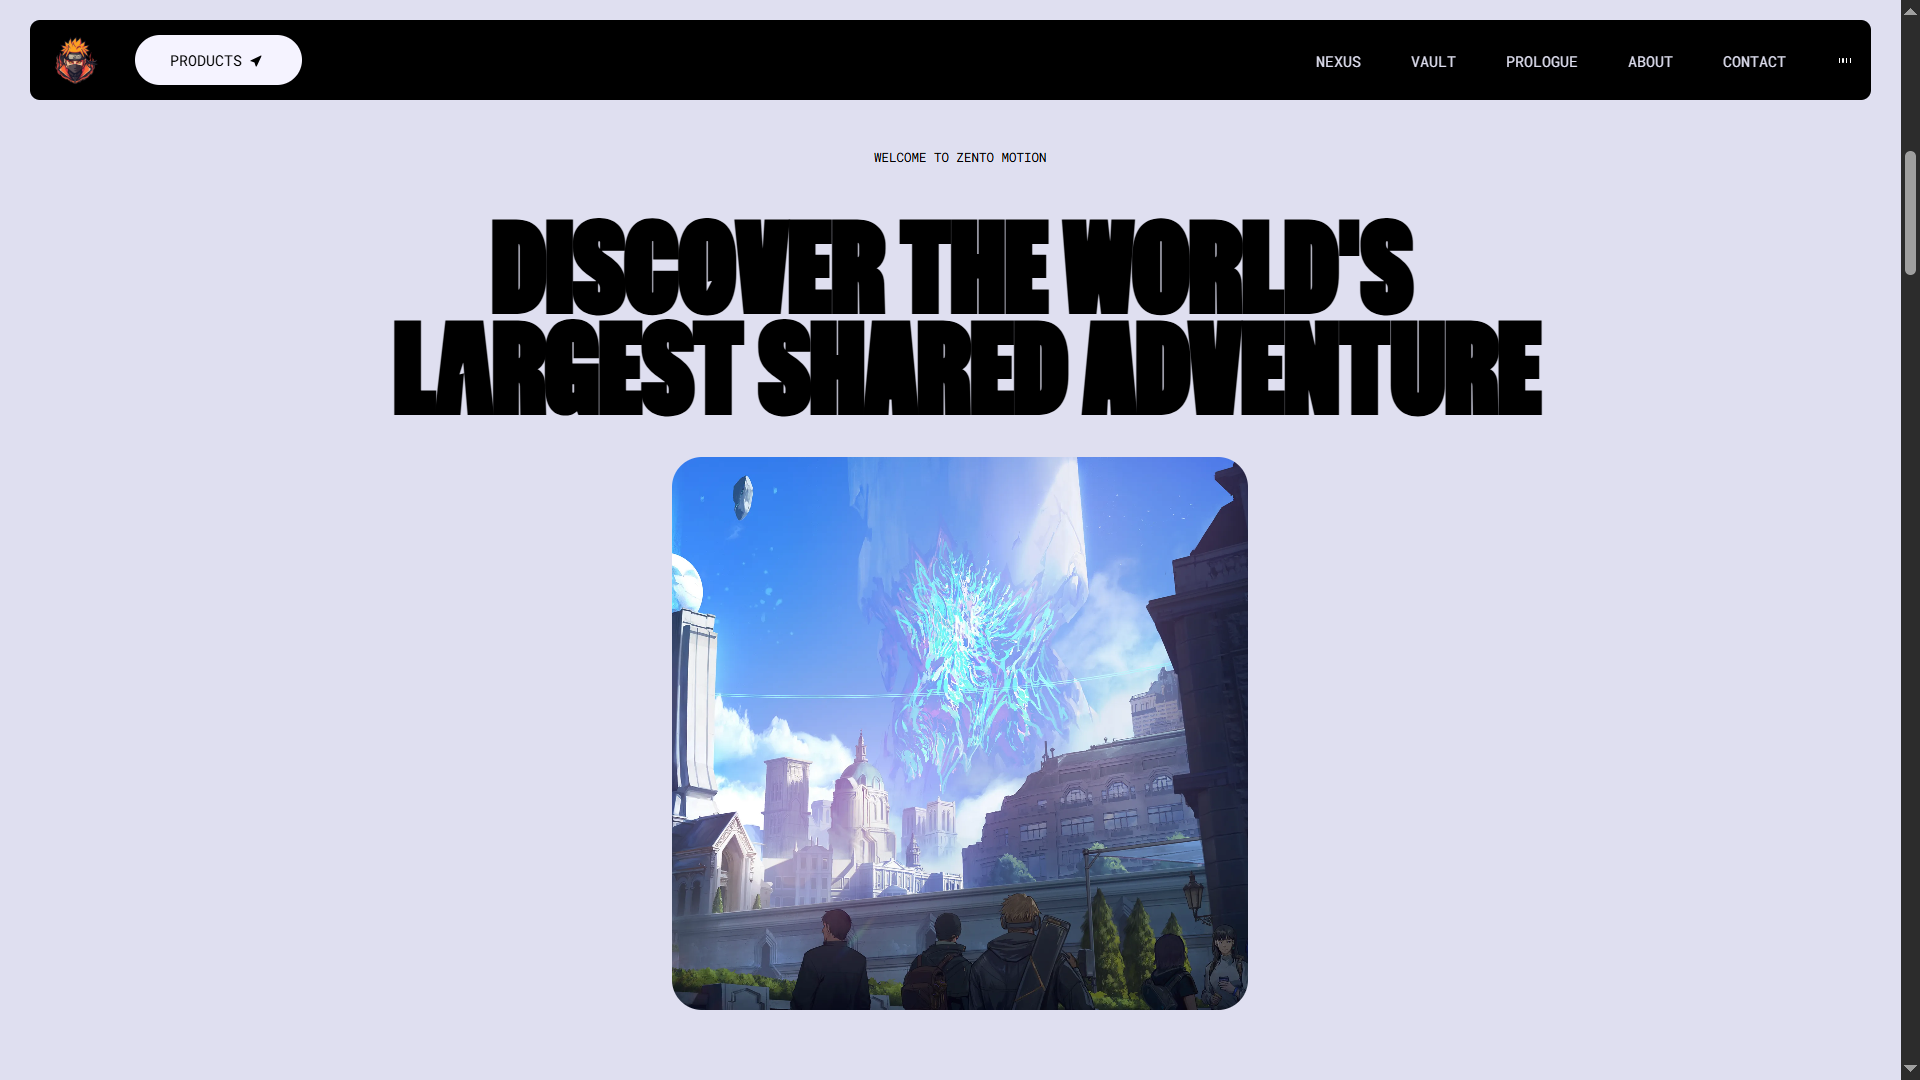 PRODUCTS
NEXUS
VAULT
PROLOGUE
ABOUT
CONTACT
WELCOME TO ZENTO MOTION
DISCOVER THE WORLD'S
LARGEST SHARED ADVENTURE